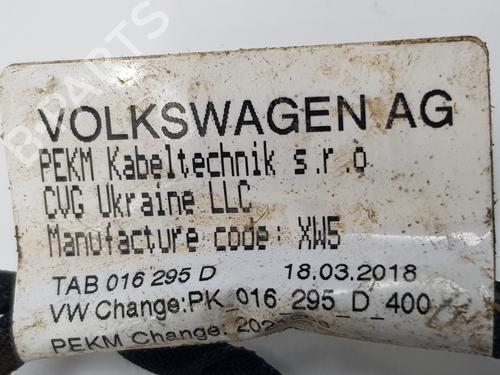 VOLKSWAGEN AG
PEKM Kabeltechnik s.r.o
CVG Ukraine LLC
Manufacture code: XW5
TAB 016 295 D 18.03.2018
VW Change:PK_016_295_D_400
PEKM Change:
B-PARTS